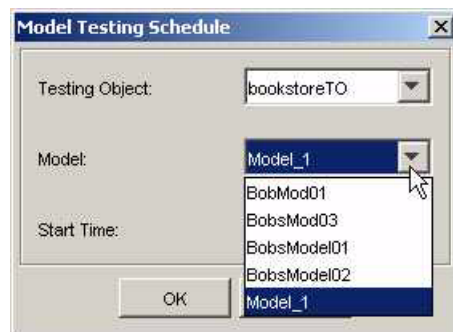 Model Testing Schedule
Testing Object:
bookstoreTO
Model:
Model_1
BobMod01
BobsMod03
Start Time:
BobsModel01
BobsModel02
OK
Model_1